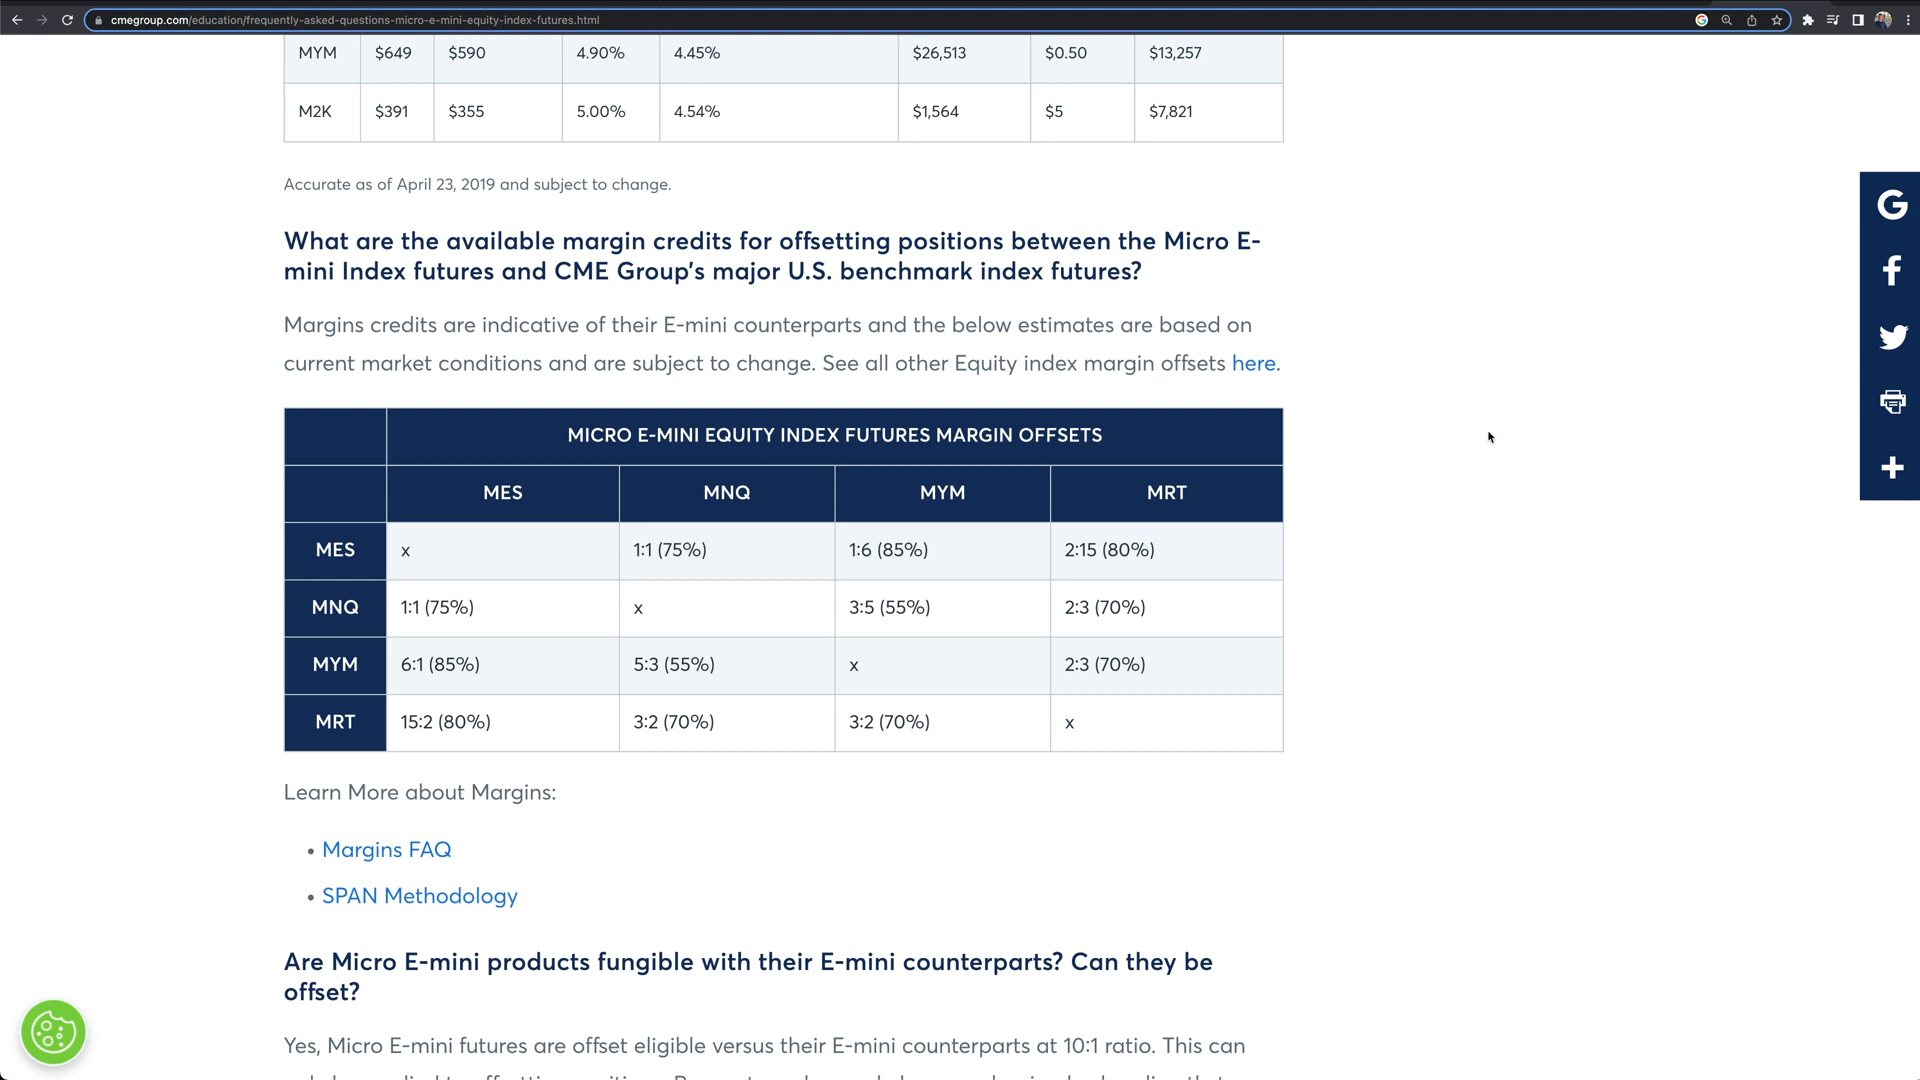 cmegroup.com/education/frequently-asked-questions-micro-e-mini-equity-index-futures.html
MYM $649 $590 4.90% 4.45% $26,513 $0.50 $13,257
M2K $391 $355 5.00% 4.54% $1,564 $5 $7,821
Accurate as of April 23, 2019 and subject to change.
What are the available margin credits for offsetting positions between the Micro E-
mini Index futures and CME Group's major U.S. benchmark index futures?
Margins credits are indicative of their E-mini counterparts and the below estimates are based on
current market conditions and are subject to change. See all other Equity index margin offsets here.
MICRO E-MINI EQUITY INDEX FUTURES MARGIN OFFSETS
MES MNQ MYM MRT
MES x 1:1 (75%) 1:6 (85%) 2:15 (80%)
MNQ 1:1 (75%) x 3:5 (55%) 2:3 (70%)
MYM 6:1 (85%) 5:3 (55%) x 2:3 (70%)
MRT 15:2 (80%) 3:2 (70%) 3:2 (70%) x
Learn More about Margins:
• Margins FAQ
• SPAN Methodology
Are Micro E-mini products fungible with their E-mini counterparts? Can they be
offset?
Yes, Micro E-mini futures are offset eligible versus their E-mini counterparts at 10:1 ratio. This can